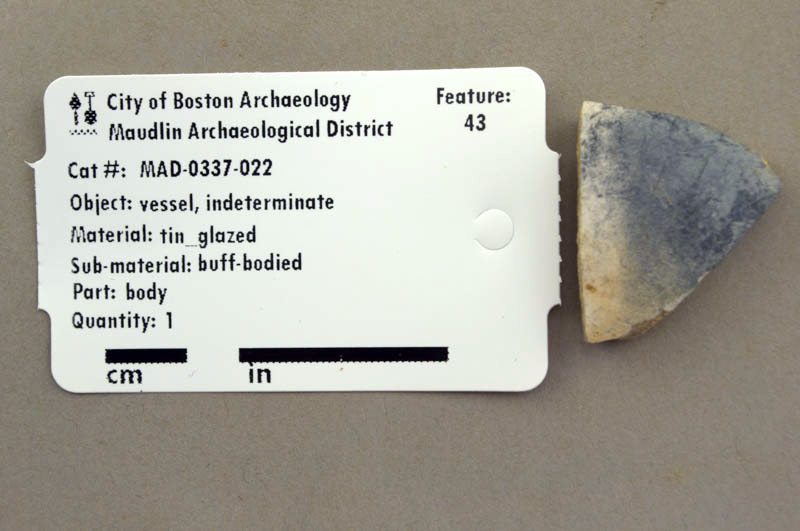 City of Boston Archaeology
Maudlin Archaeological District
Feature:
43
Cat #: MAD-0337-022
Object: vessel, indeterminate
Material: tin_glazed
Sub-material: buff-bodied
Part: body
Quantity: 1
cm in